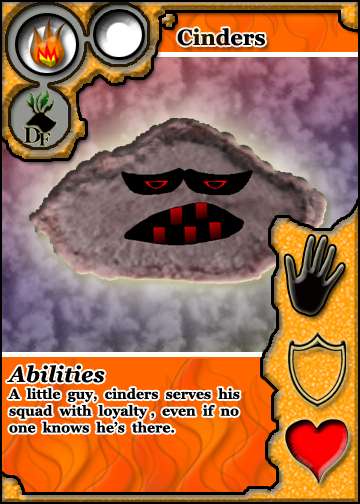 Cinders
DF
Abilities
A little guy, cinders serves his
squad with loyalty, even if no
one knows he's there.